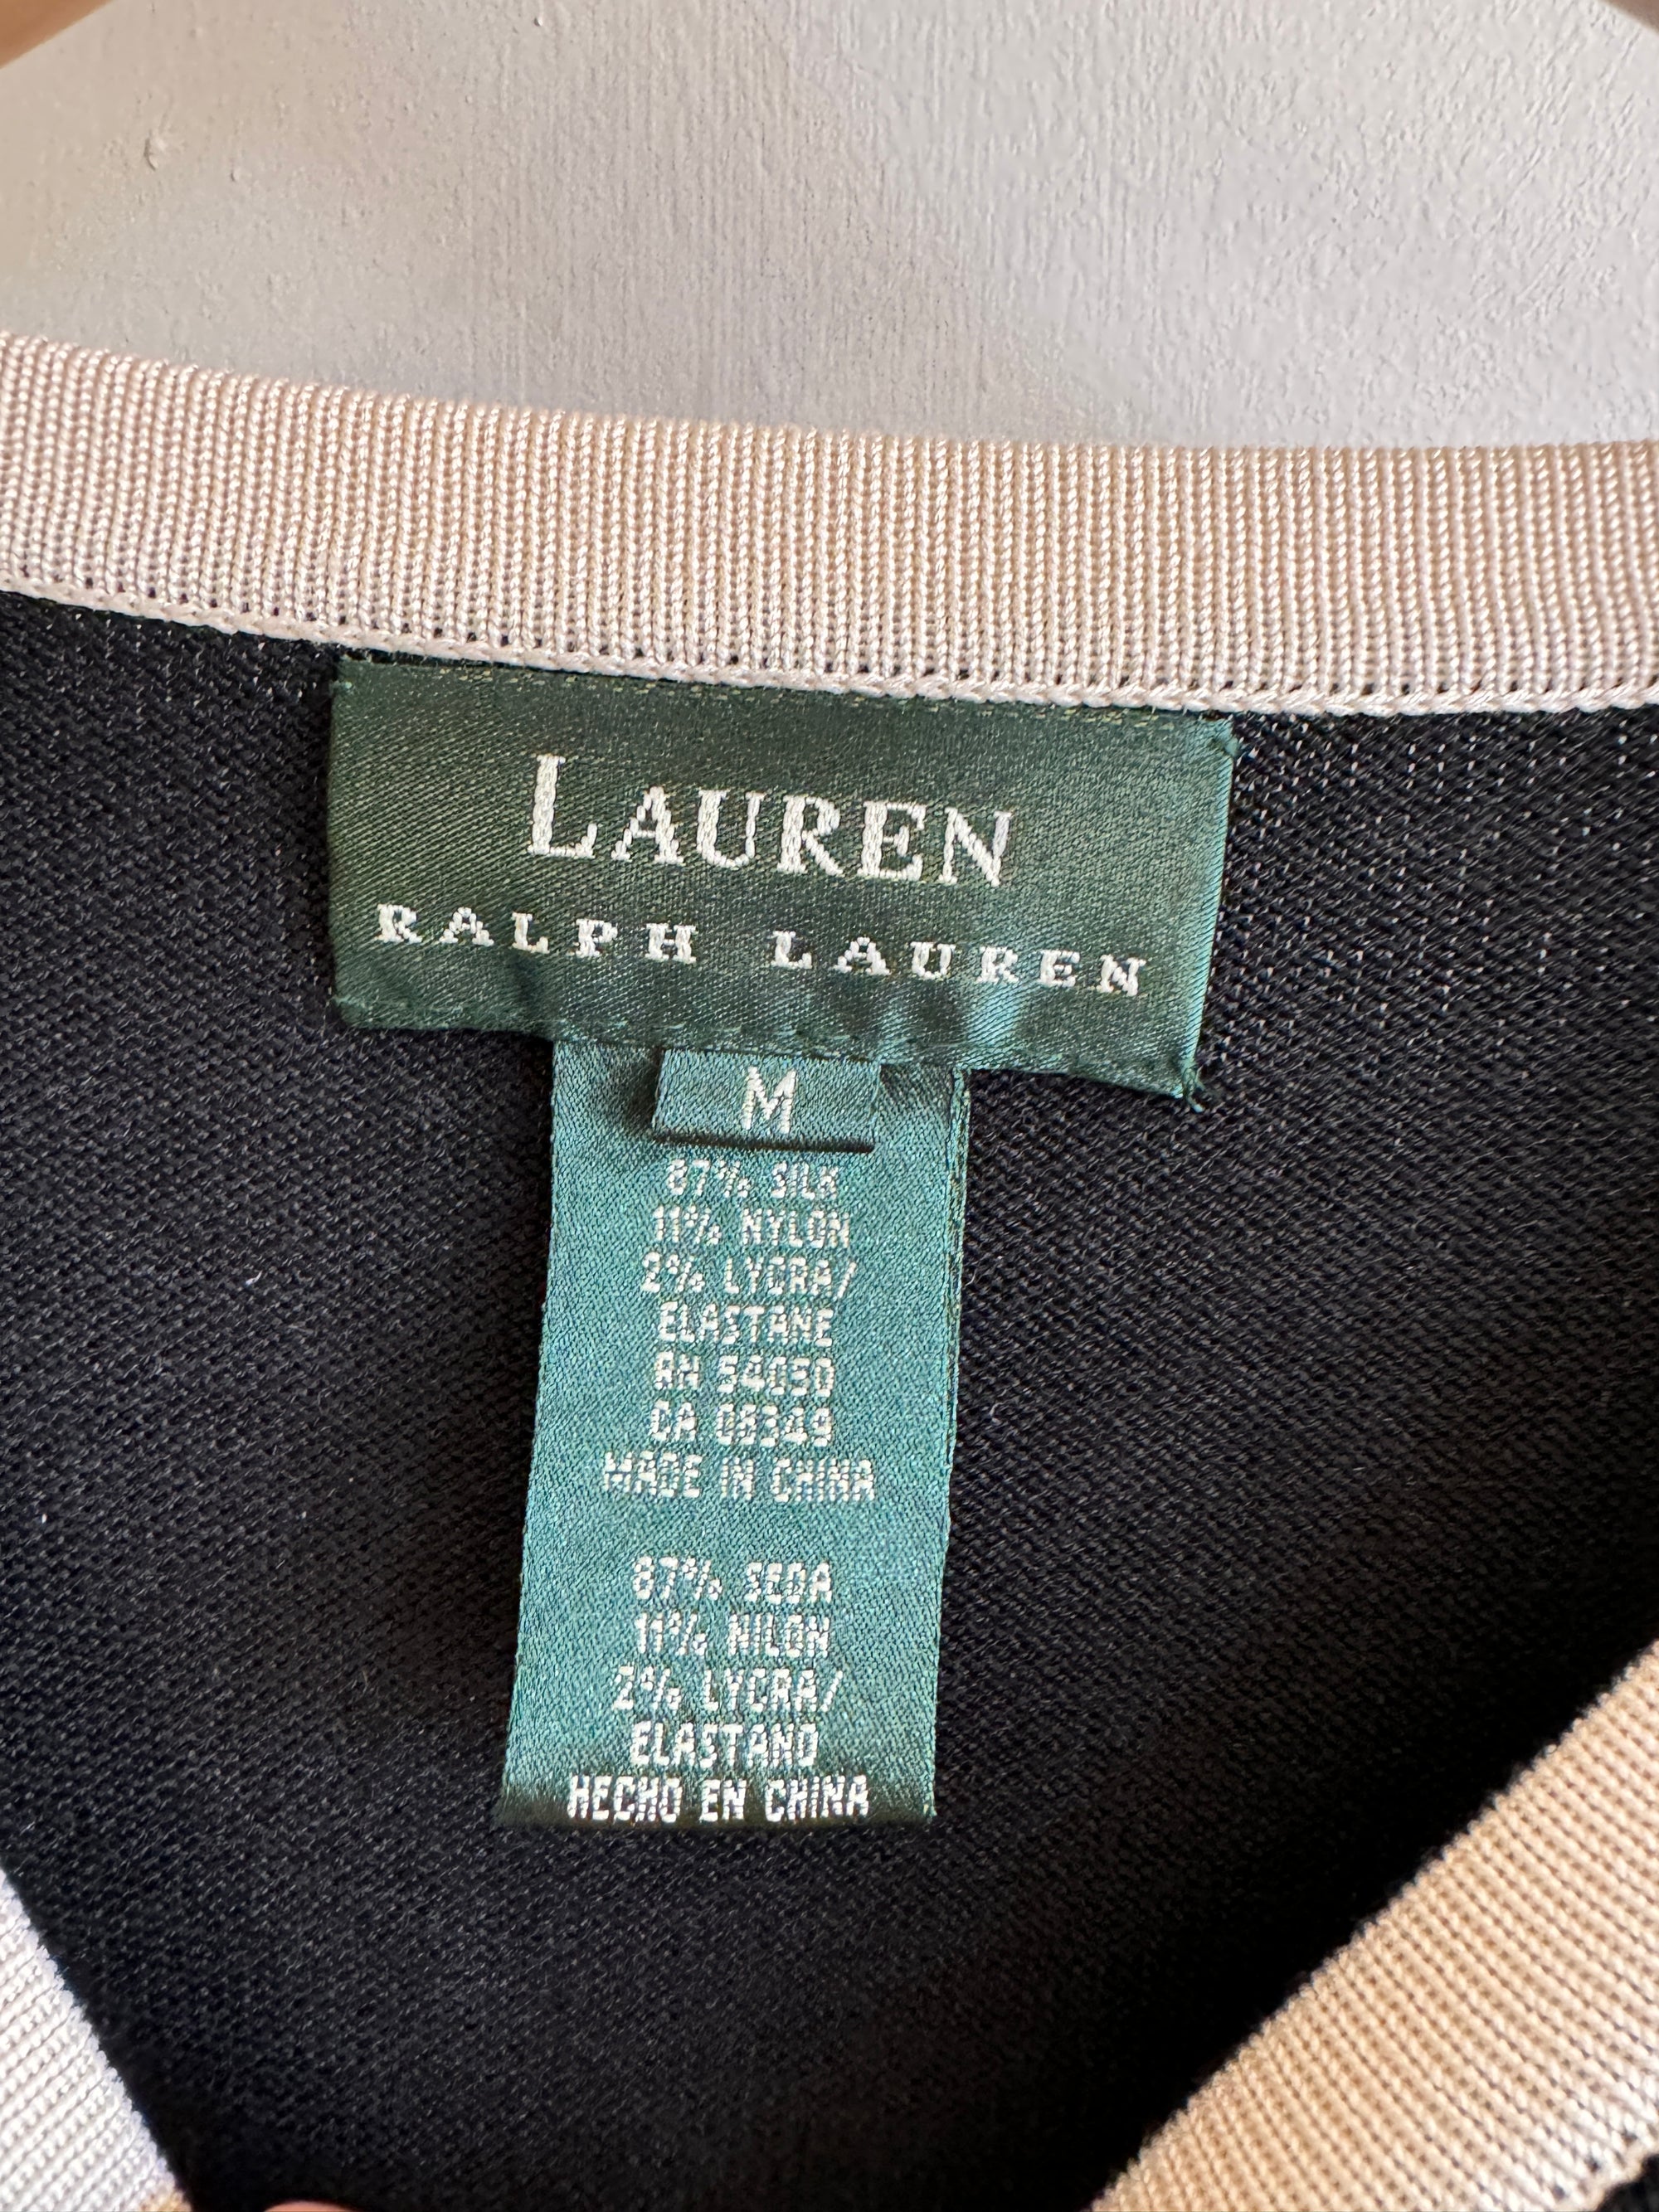 LAUREN
RALPH LAUREN
M
87% SILK
11% NYLON
2% LYCRA/
ELASTANE
RN 54050
CA 08349
MADE IN CHINA
87% SEDA
11% NILON
2% LYCRA/
ELASTANO
HECHO EN CHINA